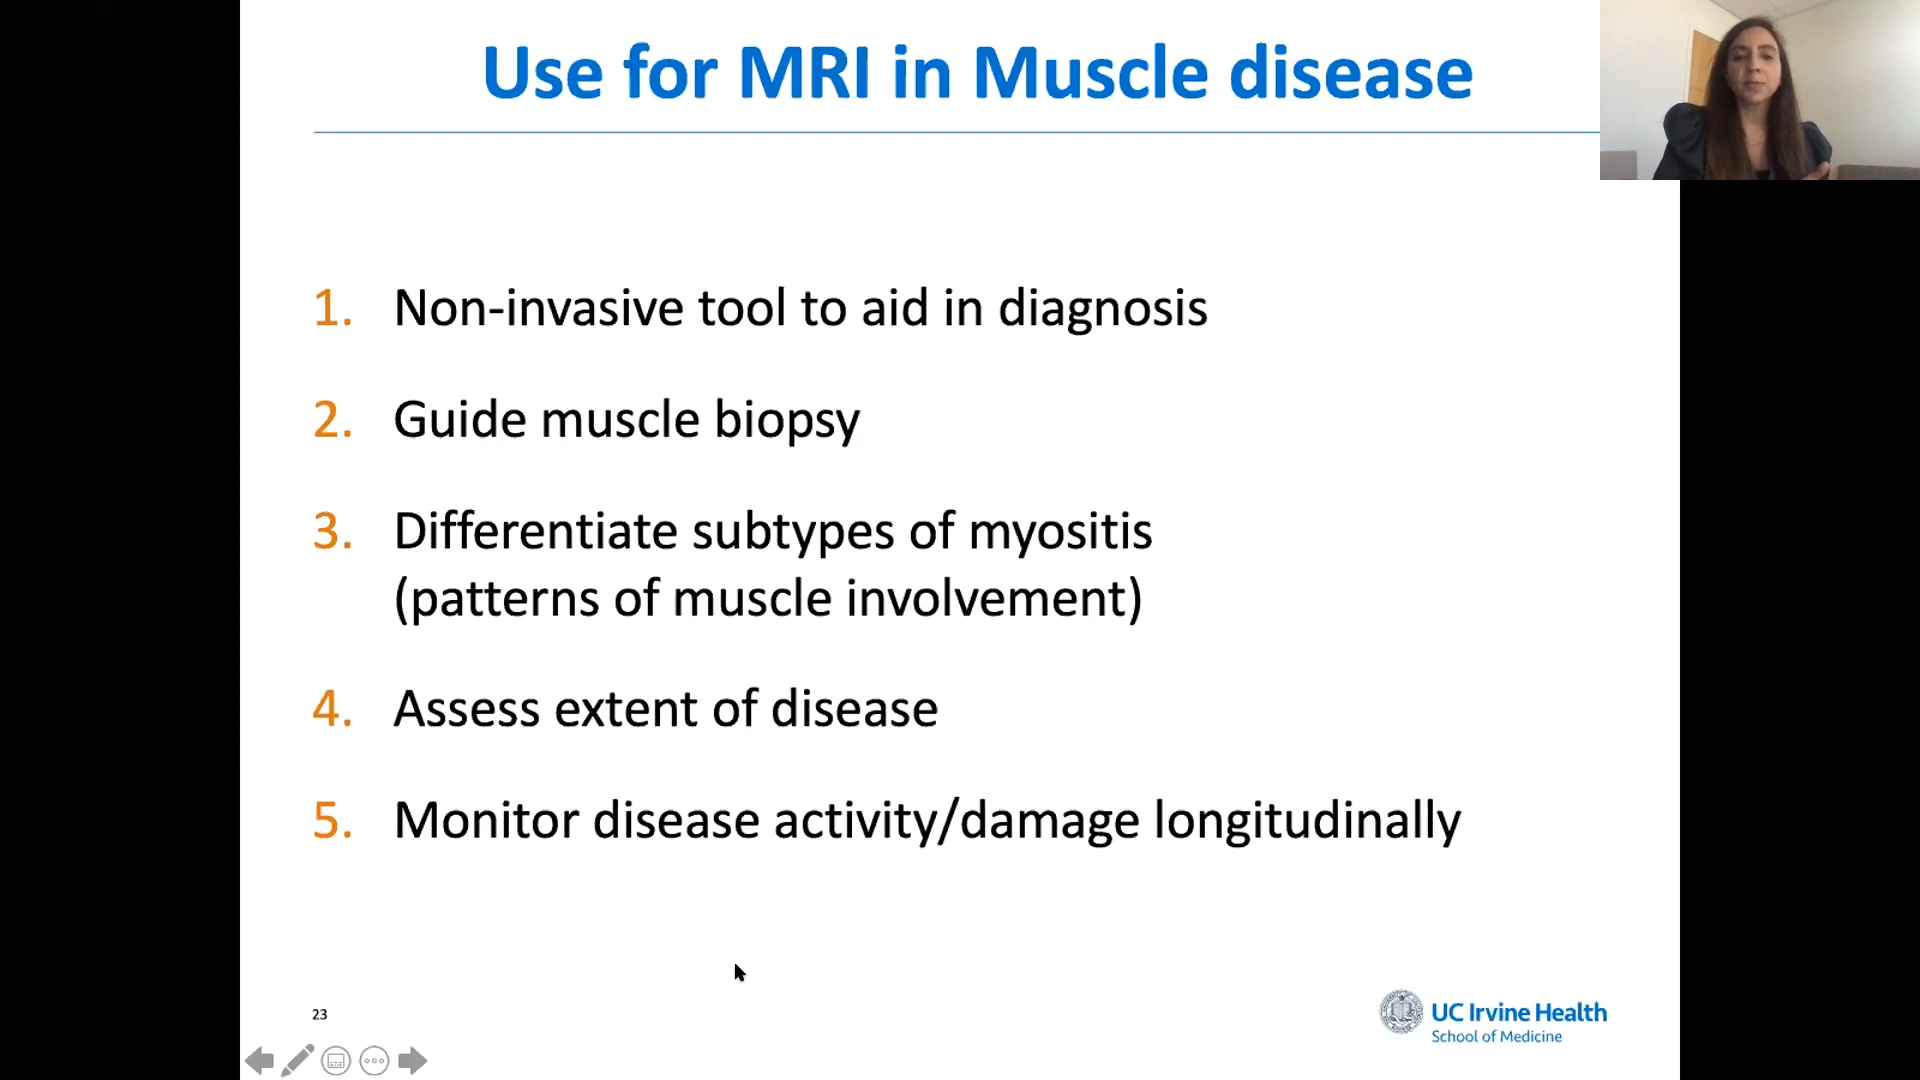 Use for MRI in Muscle disease
1. Non-invasive tool to aid in diagnosis
2. Guide muscle biopsy
3. Differentiate subtypes of myositis
(patterns of muscle involvement)
4. Assess extent of disease
5. Monitor disease activity/damage longitudinally
23
UC Irvine Health
School of Medicine